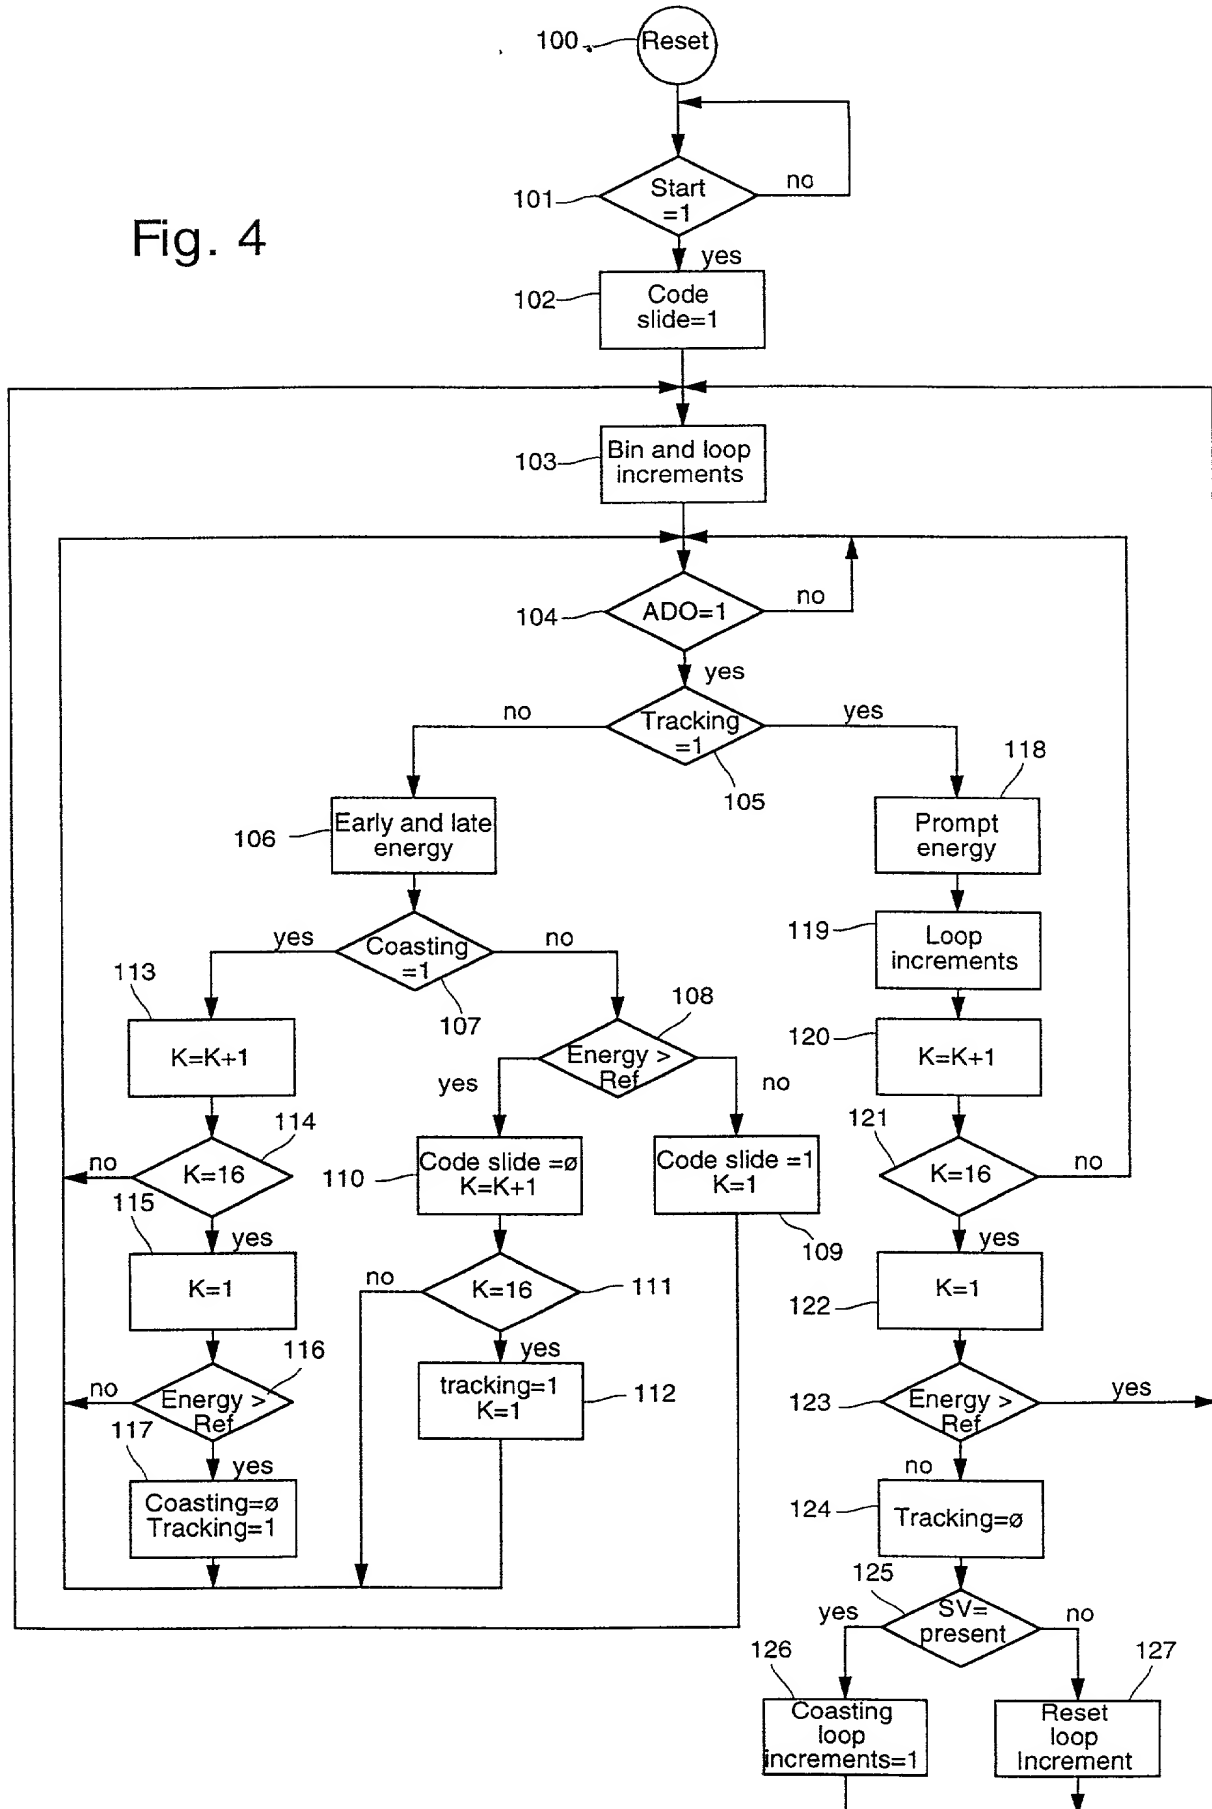 Fig. 4
100
Reset
101
Start
=1
no
yes
102
Code
slide=1
103
Bin and loop
increments
104
ADO=1
no
yes
105
Tracking
=1
no
yes
106
Early and late
energy
118
Prompt
energy
107
Coasting
=1
yes
no
119
Loop
increments
113
K=K+1
108
Energy >
Ref
yes
no
120
K=K+1
114
K=16
no
yes
110
Code slide =ø
K=K+1
Code slide =1
K=1
109
121
K=16
no
yes
115
K=1
111
K=16
no
yes
122
K=1
116
Energy >
Ref
no
yes
tracking=1
K=1
112
123
Energy >
Ref
yes
no
117
Coasting=ø
Tracking=1
124
Tracking=ø
125
SV=
present
yes
no
126
Coasting
loop
increments=1
127
Reset
loop
Increment